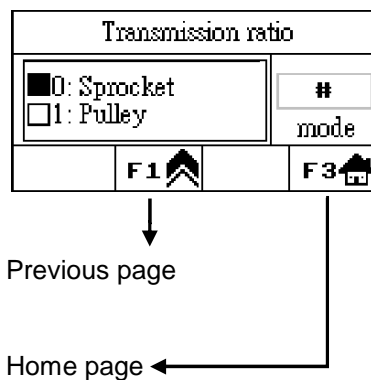 Transmission ratio
0: Sprocket
1: Pulley
#
mode
F1
F3
Previous page
Home page